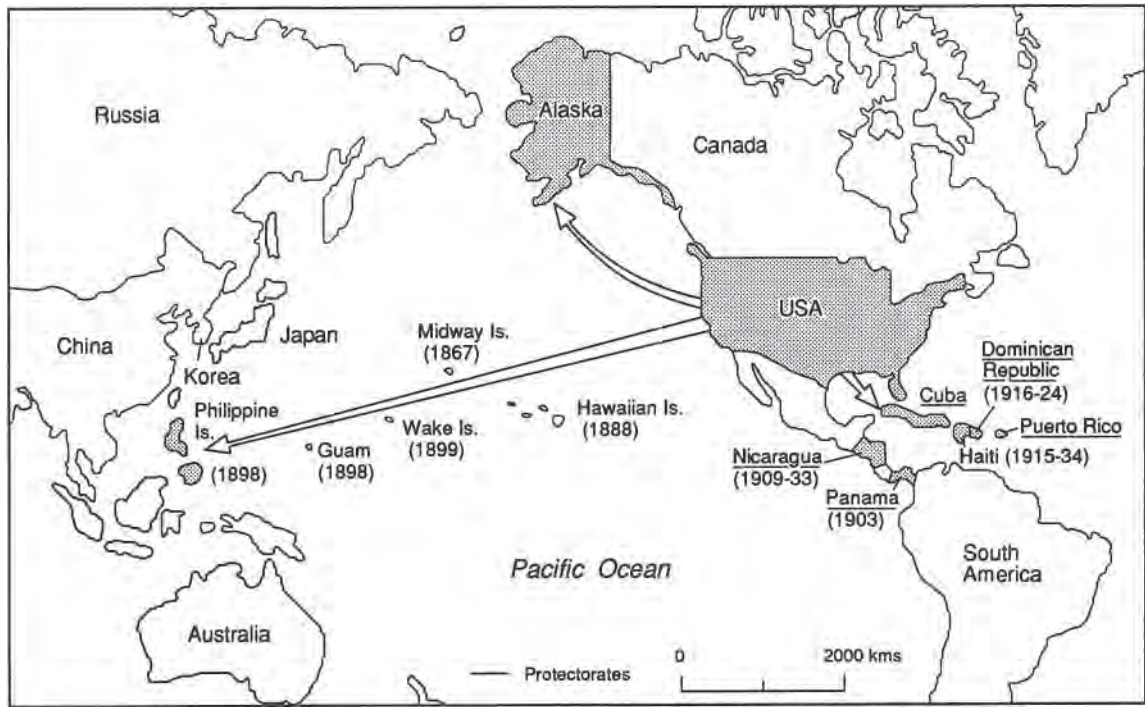 Russia
Alaska
Canada
USA
China
Japan
Korea
Midway Is.
(1867)
Philippine
Is.
(1898)
Guam
(1898)
Wake Is.
(1899)
Hawaiian Is.
(1888)
Dominican
Republic
(1916-24)
Cuba
Puerto Rico
Haiti (1915-34)
Nicaragua
(1909-33)
Panama
(1903)
Pacific Ocean
South
America
Australia
Protectorates
0 2000 kms